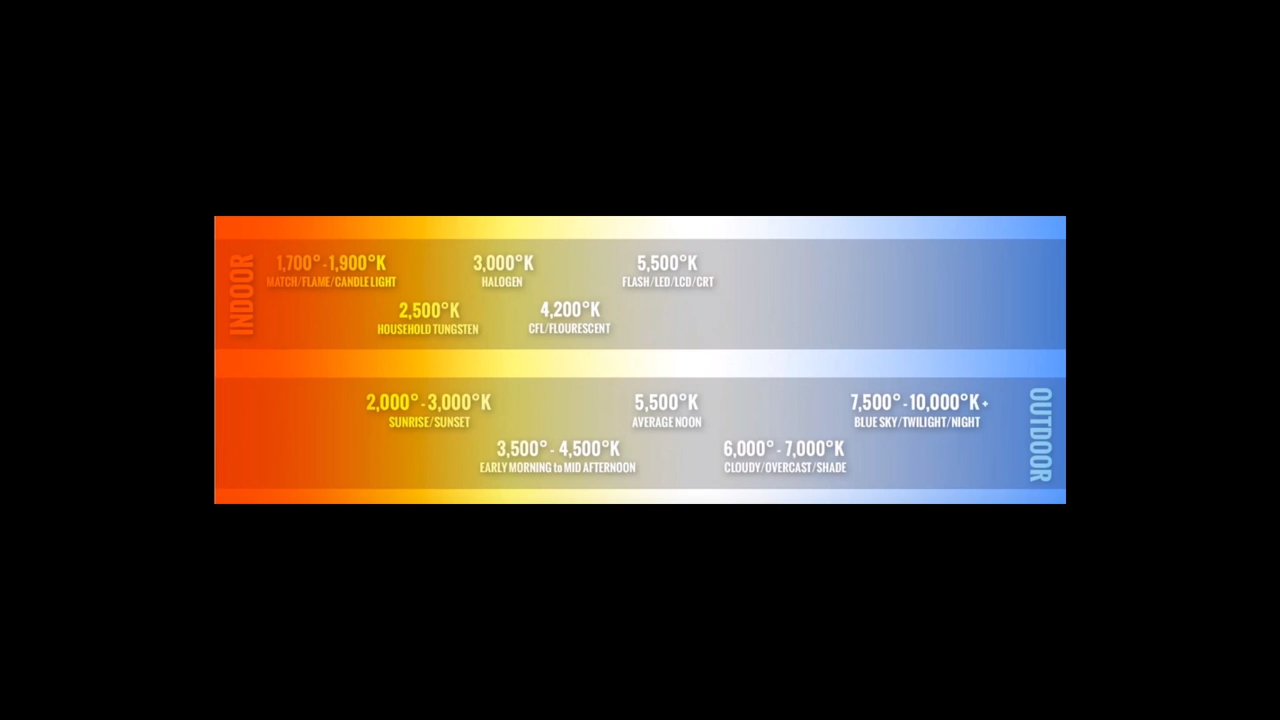 INDOOR
1,700°-1,900°K
MATCH/FLAME/CANDLE LIGHT
3,000°K
HALOGEN
5,500°K
FLASH/LED/LCD/CRT
2,500°K
HOUSEHOLD TUNGSTEN
4,200°K
CFL/FLOURESCENT
2,000°-3,000°K
SUNRISE/SUNSET
5,500°K
AVERAGE NOON
7,500°-10,000°K+
BLUE SKY/TWILIGHT/NIGHT
3,500°- 4,500°K
EARLY MORNING to MID AFTERNOON
6,000°- 7,000°K
CLOUDY/OVERCAST/SHADE
OUTDOOR